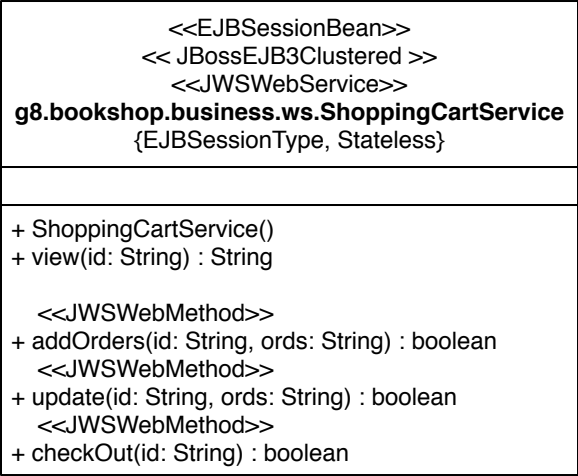 <<EJBSessionBean>>
<< JBossEJB3Clustered >>
<<JWSWebService>>
g8.bookshop.business.ws.ShoppingCartService
{EJBSessionType, Stateless}
+ ShoppingCartService()
+ view(id: String) : String
<<JWSWebMethod>>
+ addOrders(id: String, ords: String) : boolean
<<JWSWebMethod>>
+ update(id: String, ords: String) : boolean
<<JWSWebMethod>>
+ checkOut(id: String) : boolean